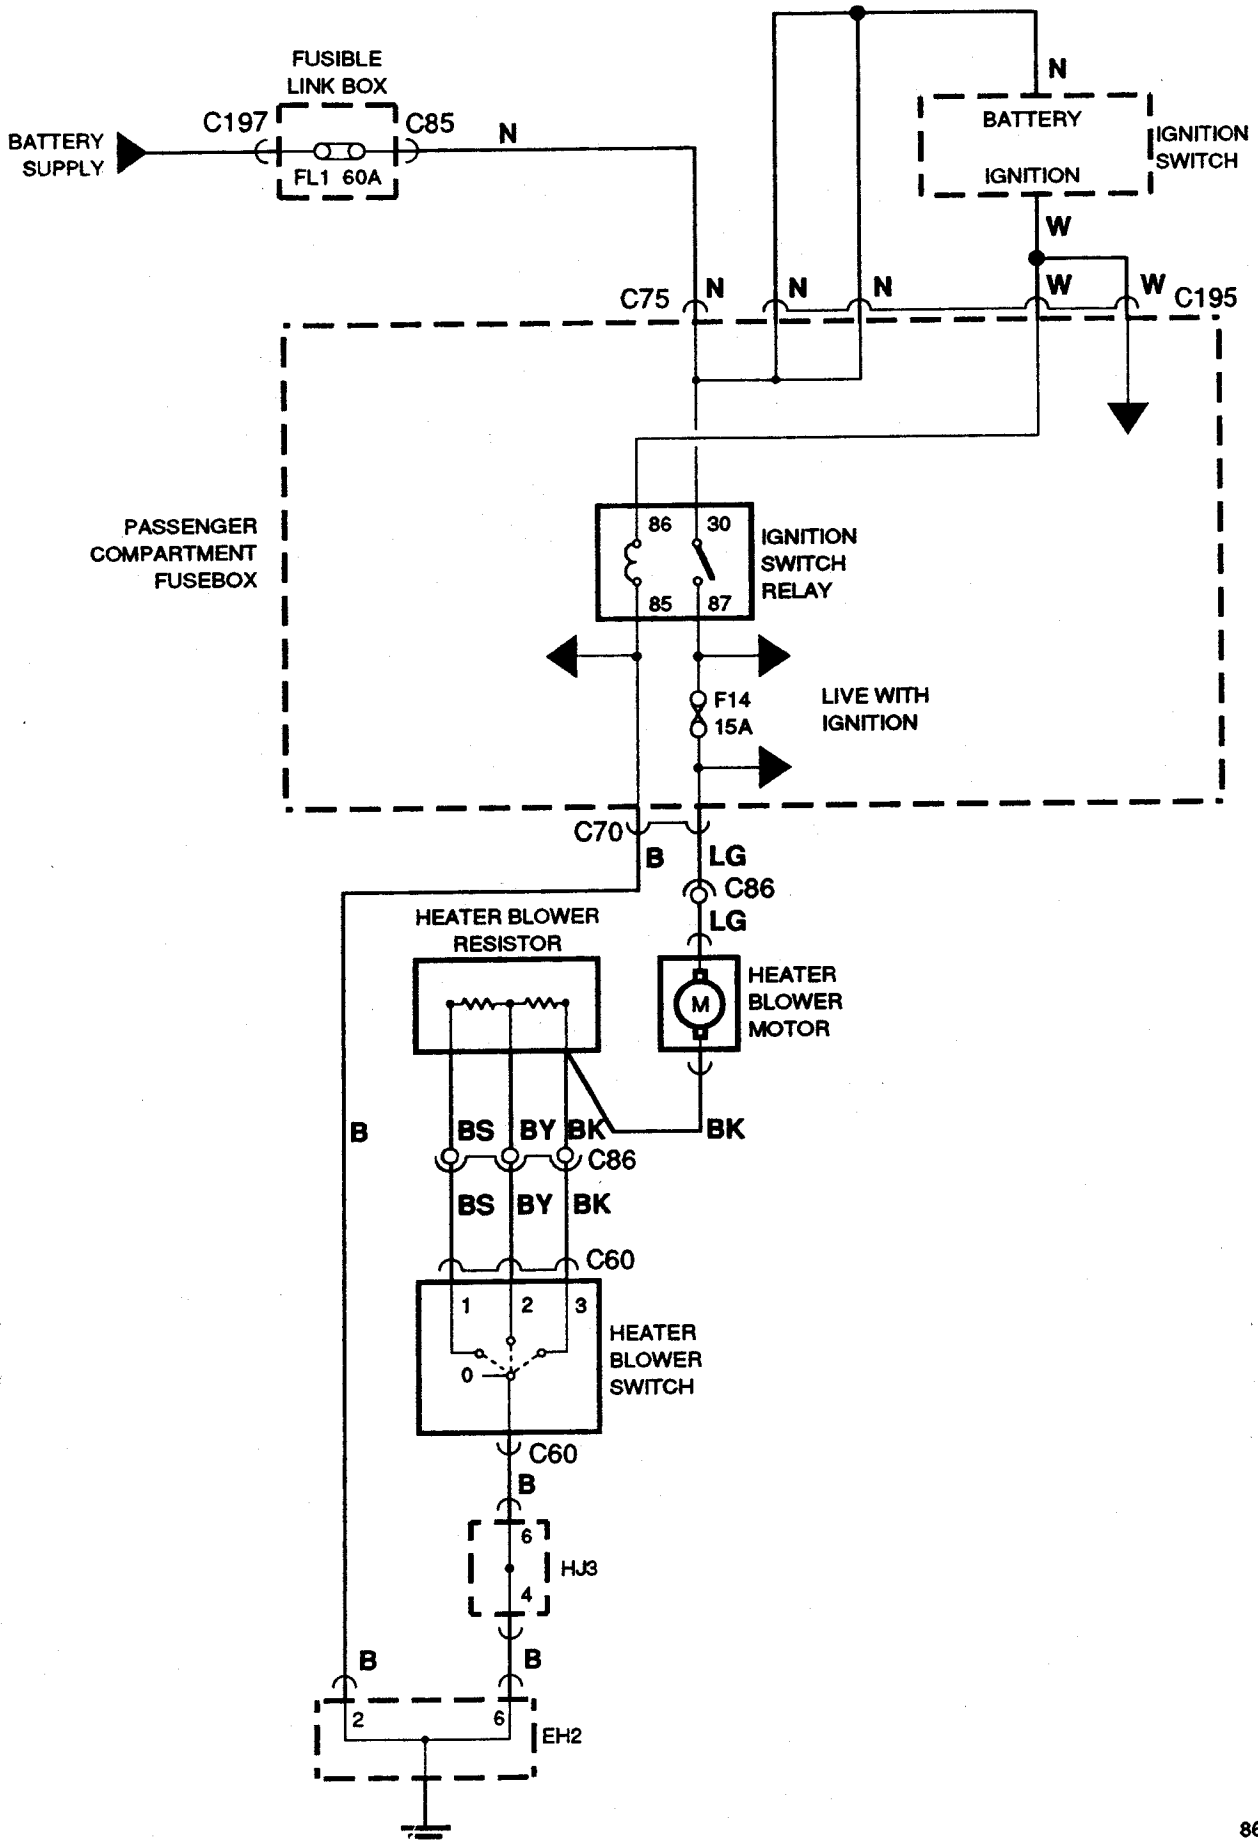 N
FUSIBLE
LINK BOX
C197
C85
N
BATTERY
SUPPLY
FL1 60A
BATTERY
IGNITION
IGNITION
SWITCH
W
C75
N
N
N
W
W
C195
PASSENGER
COMPARTMENT
FUSEBOX
86
30
85
87
IGNITION
SWITCH
RELAY
F14
15A
LIVE WITH
IGNITION
C70
B
LG
C86
LG
HEATER BLOWER
RESISTOR
M
HEATER
BLOWER
MOTOR
B
BS
BY
BK
BK
C86
BS
BY
BK
C60
1
2
3
0
HEATER
BLOWER
SWITCH
C60
B
6
HJ3
4
B
B
2
6
EH2
86